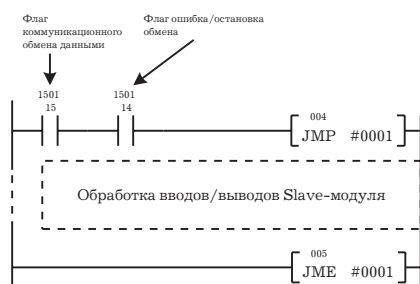 Флаг
коммуникационного
обмена данными
Флаг ошибка/остановка
обмена
1501
15
1501
14
004
JMP #0001
Обработка вводов/выводов Slave-модуля
005
JME #0001